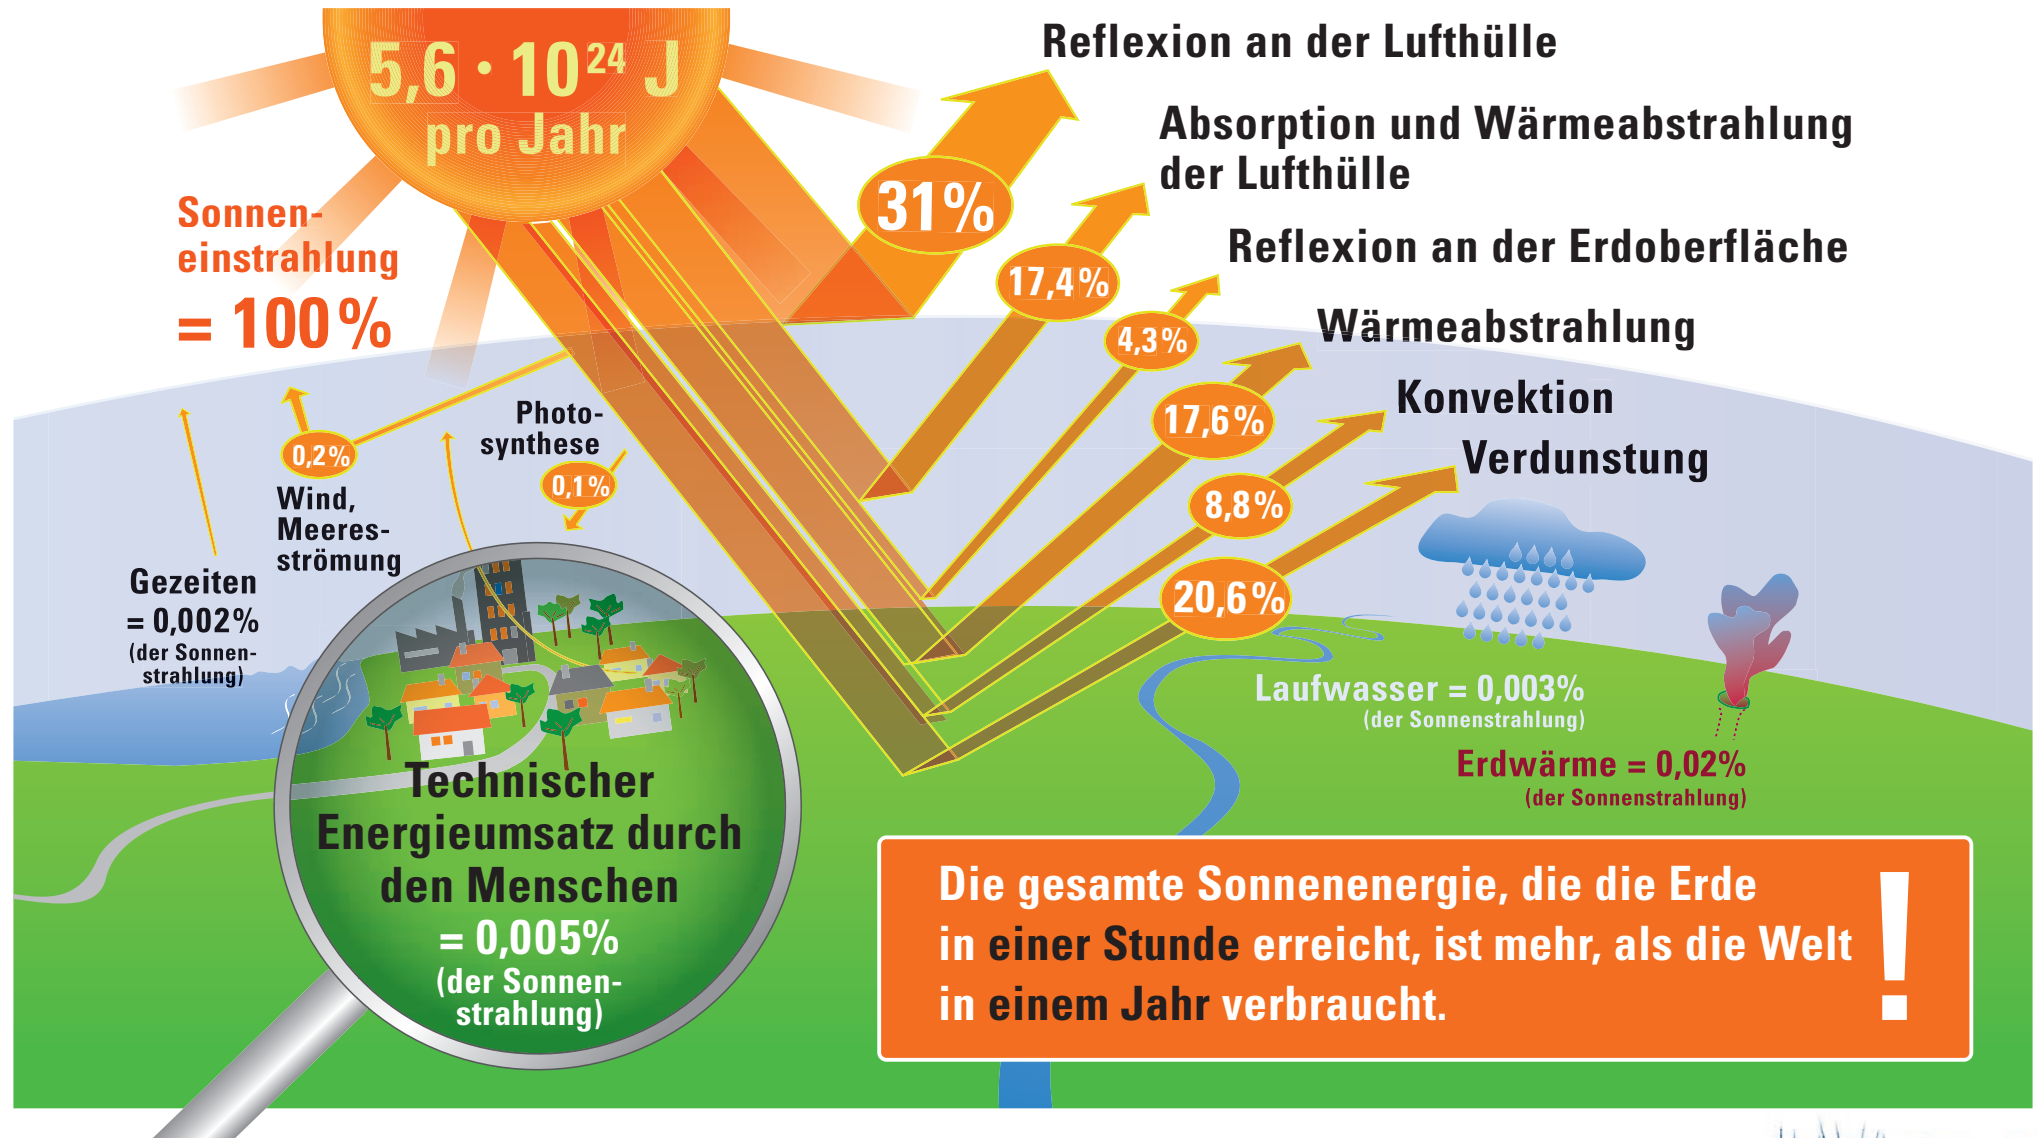 5,6 · 10²⁴ J
pro Jahr
Sonnen-
einstrahlung
= 100 %
Reflexion an der Lufthülle
31%
Absorption und Wärmeabstrahlung
der Lufthülle
17,4 %
Reflexion an der Erdoberfläche
4,3 %
Wärmeabstrahlung
17,6 %
Konvektion
8,8 %
Verdunstung
20,6 %
Photo-
synthese
0,1 %
0,2 %
Wind,
Meeres-
strömung
Gezeiten
= 0,002%
(der Sonnen-
strahlung)
Laufwasser = 0,003%
(der Sonnenstrahlung)
Erdwärme = 0,02%
(der Sonnenstrahlung)
Technischer
Energieumsatz durch
den Menschen
= 0,005%
(der Sonnen-
strahlung)
Die gesamte Sonnenenergie, die die Erde
in einer Stunde erreicht, ist mehr, als die Welt
in einem Jahr verbraucht.
!